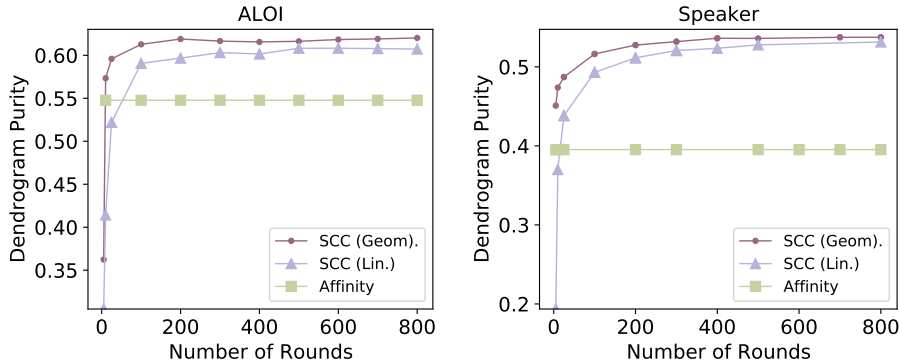 ALOI
Dendrogram Purity
0.60
0.55
0.50
0.45
0.40
0.35
SCC (Geom).
SCC (Lin.)
Affinity
0
200
400
600
800
Number of Rounds
Speaker
Dendrogram Purity
0.5
0.4
0.3
0.2
SCC (Geom).
SCC (Lin.)
Affinity
0
200
400
600
800
Number of Rounds